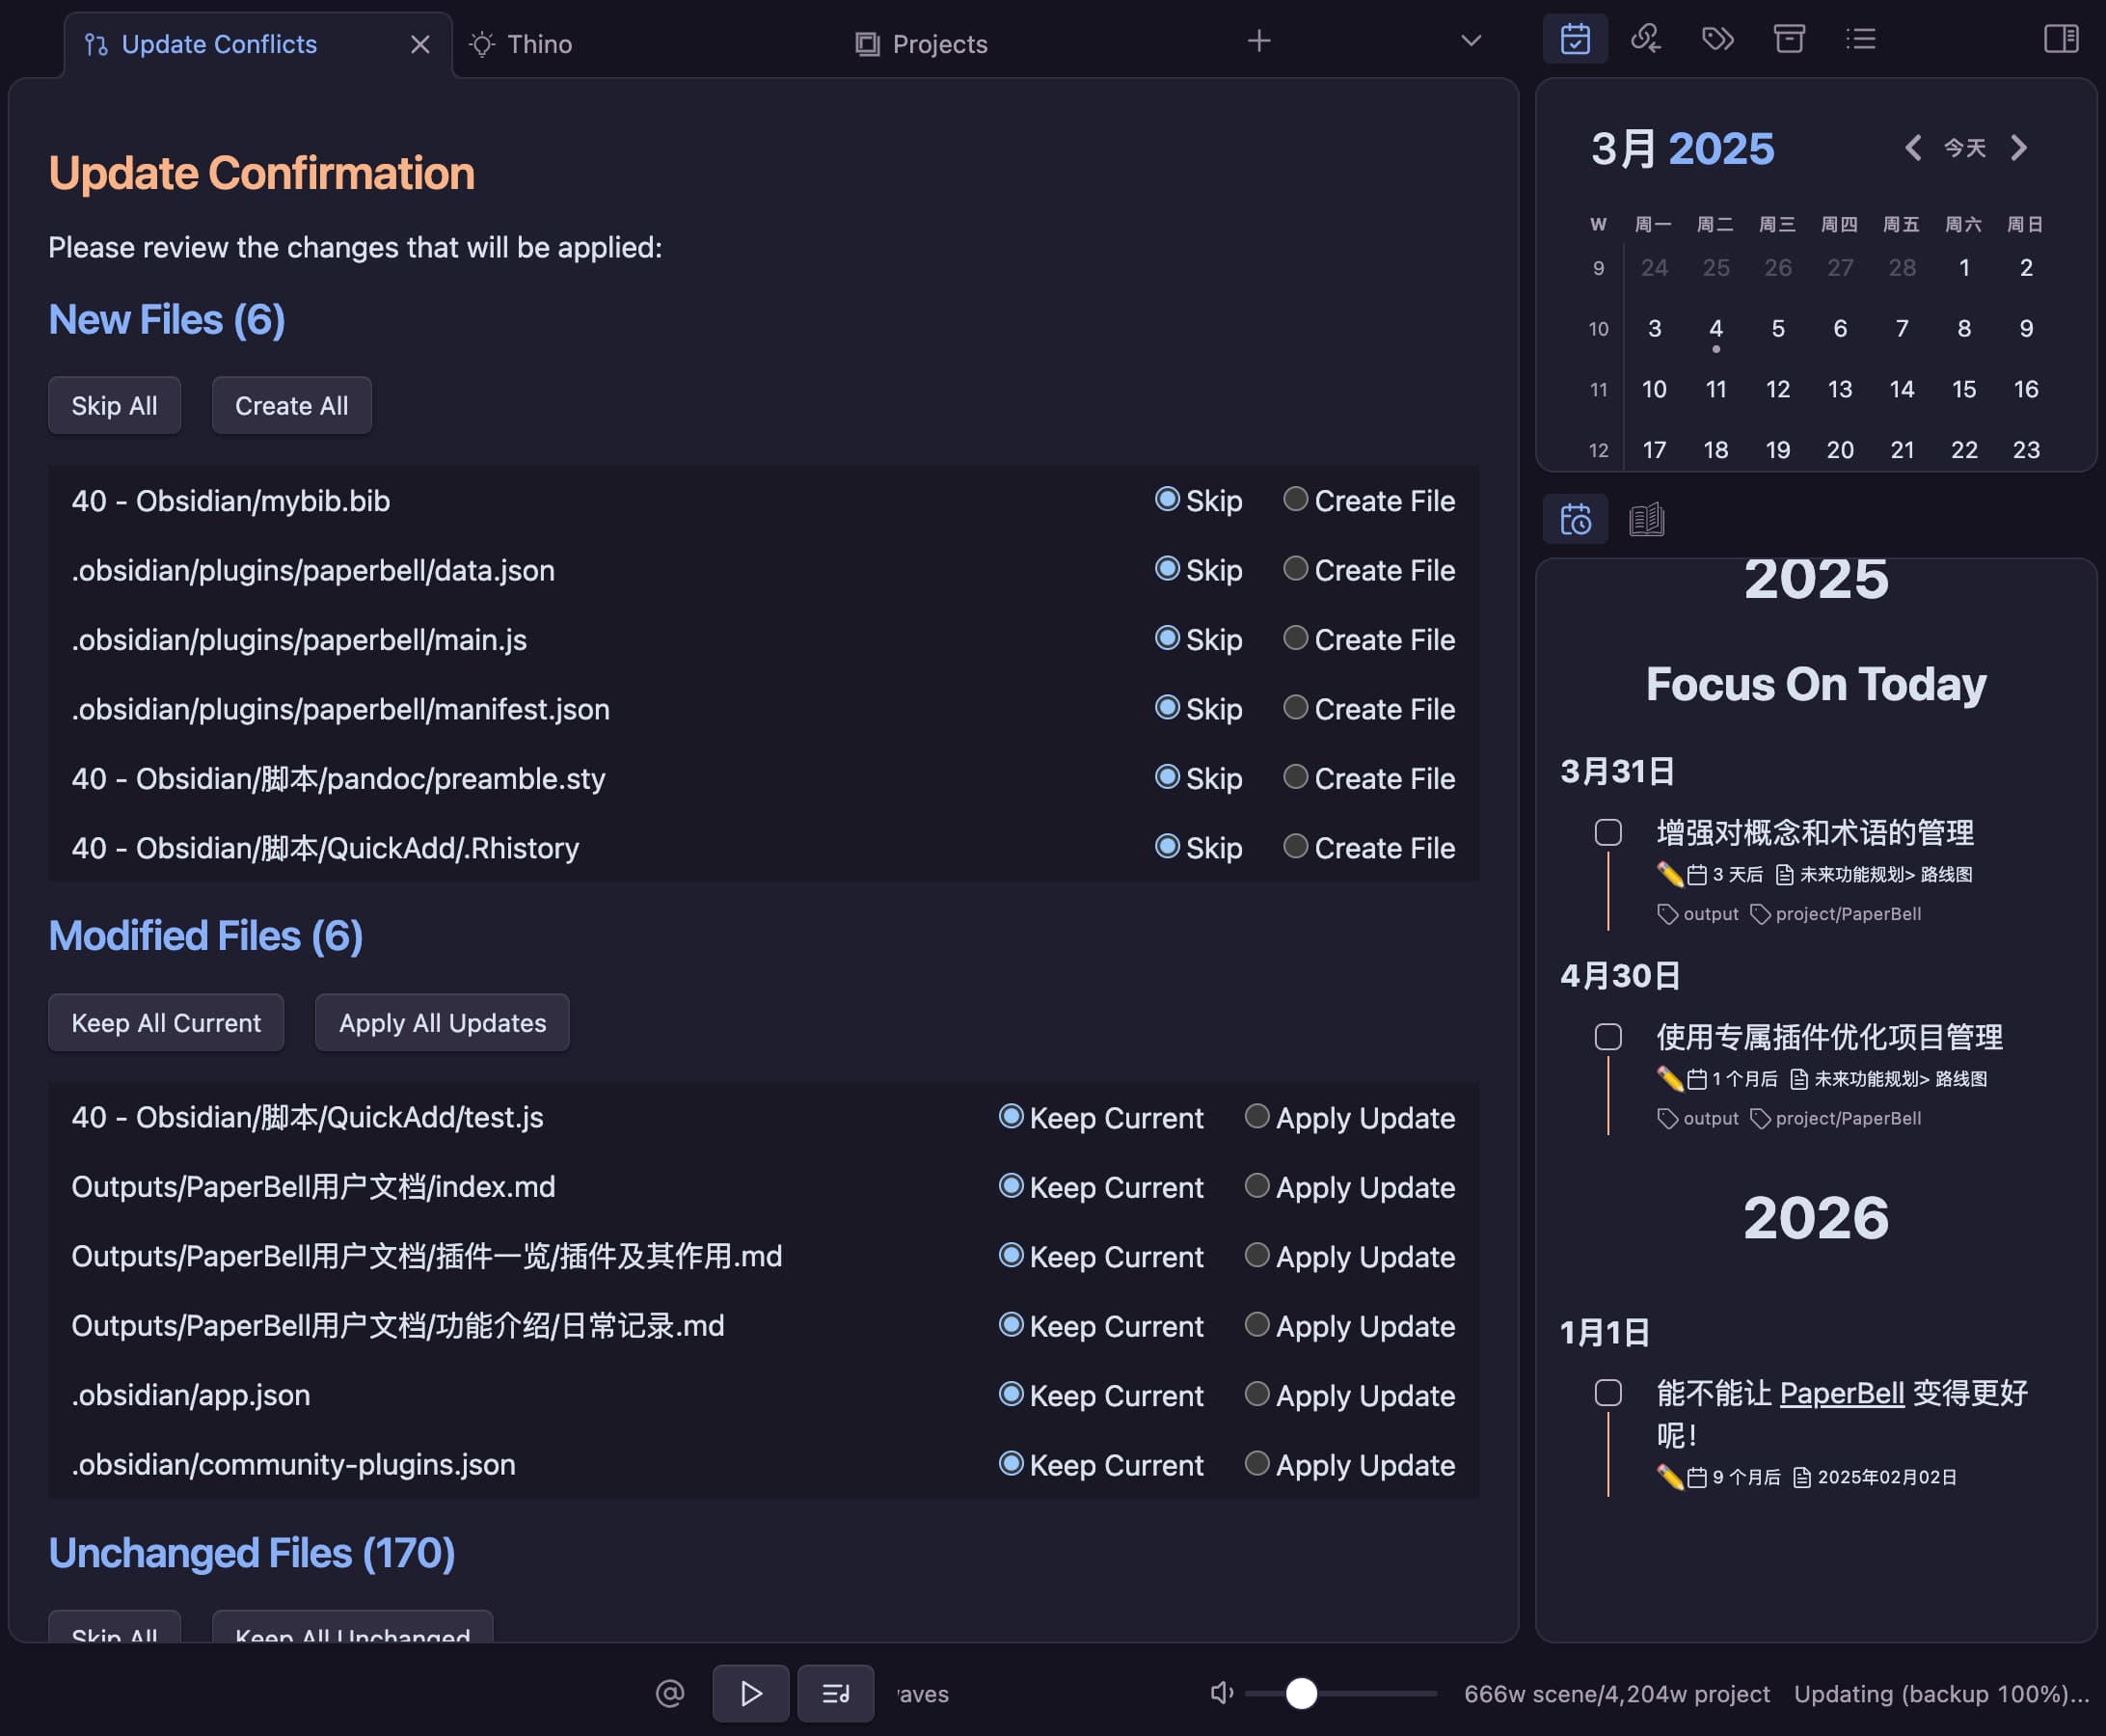 Update Conflicts
Thino
Projects
Update Confirmation
Please review the changes that will be applied:
New Files (6)
Skip All
Create All
40 - Obsidian/mybib.bib Skip Create File
.obsidian/plugins/paperbell/data.json Skip Create File
.obsidian/plugins/paperbell/main.js Skip Create File
.obsidian/plugins/paperbell/manifest.json Skip Create File
40 - Obsidian/脚本/pandoc/preamble.sty Skip Create File
40 - Obsidian/脚本/QuickAdd/.Rhistory Skip Create File
Modified Files (6)
Keep All Current
Apply All Updates
40 - Obsidian/脚本/QuickAdd/test.js Keep Current Apply Update
Outputs/PaperBell用户文档/index.md Keep Current Apply Update
Outputs/PaperBell用户文档/插件一览/插件及其作用.md Keep Current Apply Update
Outputs/PaperBell用户文档/功能介绍/日常记录.md Keep Current Apply Update
.obsidian/app.json Keep Current Apply Update
.obsidian/community-plugins.json Keep Current Apply Update
Unchanged Files (170)
Skip All
Keep All Unchanged
3月 2025
今天
W 周一 周二 周三 周四 周五 周六 周日
9 24 25 26 27 28 1 2
10 3 4 5 6 7 8 9
11 10 11 12 13 14 15 16
12 17 18 19 20 21 22 23
2025
Focus On Today
3月31日
增强对概念和术语的管理
3 天后 未来功能规划> 路线图
output project/PaperBell
4月30日
使用专属插件优化项目管理
1 个月后 未来功能规划> 路线图
output project/PaperBell
2026
1月1日
能不能让 PaperBell 变得更好
呢！
9 个月后 2025年02月02日
@
aves
666w scene/4,204w project
Updating (backup 100%)...